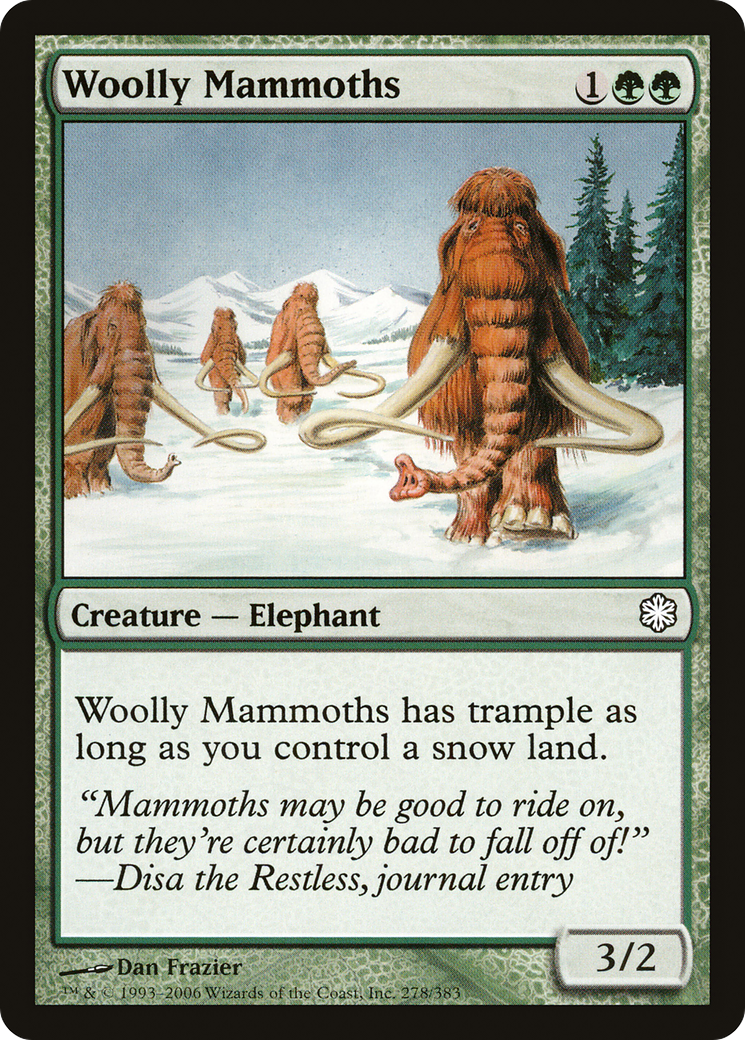 Woolly Mammoths 1
Creature — Elephant
Woolly Mammoths has trample as
long as you control a snow land.
“Mammoths may be good to ride on,
but they’re certainly bad to fall off of!”
—Disa the Restless, journal entry
3/2
Dan Frazier
™ & © 1993–2006 Wizards of the Coast, Inc. 278/383